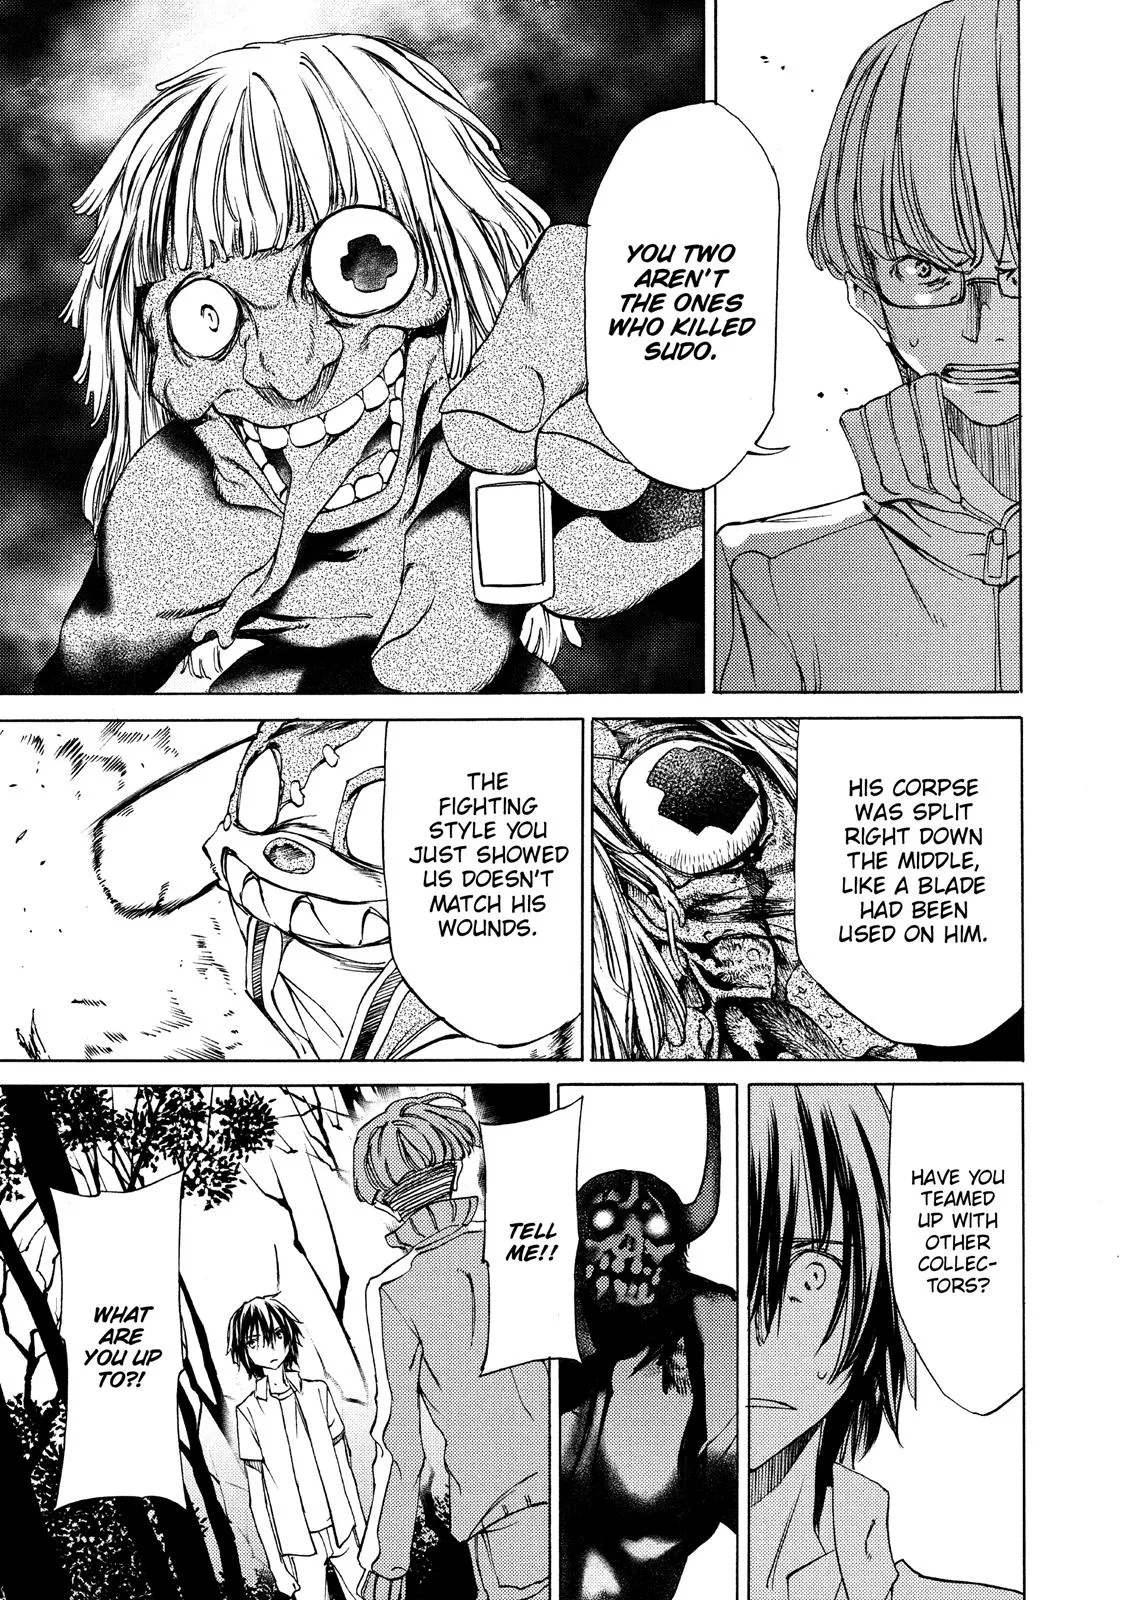 YOU TWO
AREN'T
THE ONES
WHO KILLED
SUDO.
HIS CORPSE
WAS SPLIT
RIGHT DOWN
THE MIDDLE,
LIKE A BLADE
HAD BEEN
USED ON HIM.
THE
FIGHTING
STYLE YOU
JUST SHOWED
US DOESN'T
MATCH HIS
WOUNDS.
HAVE YOU
TEAMED
UP WITH
OTHER
COLLEC-
TORS?
TELL
ME!!
WHAT
ARE
YOU UP
TO?!